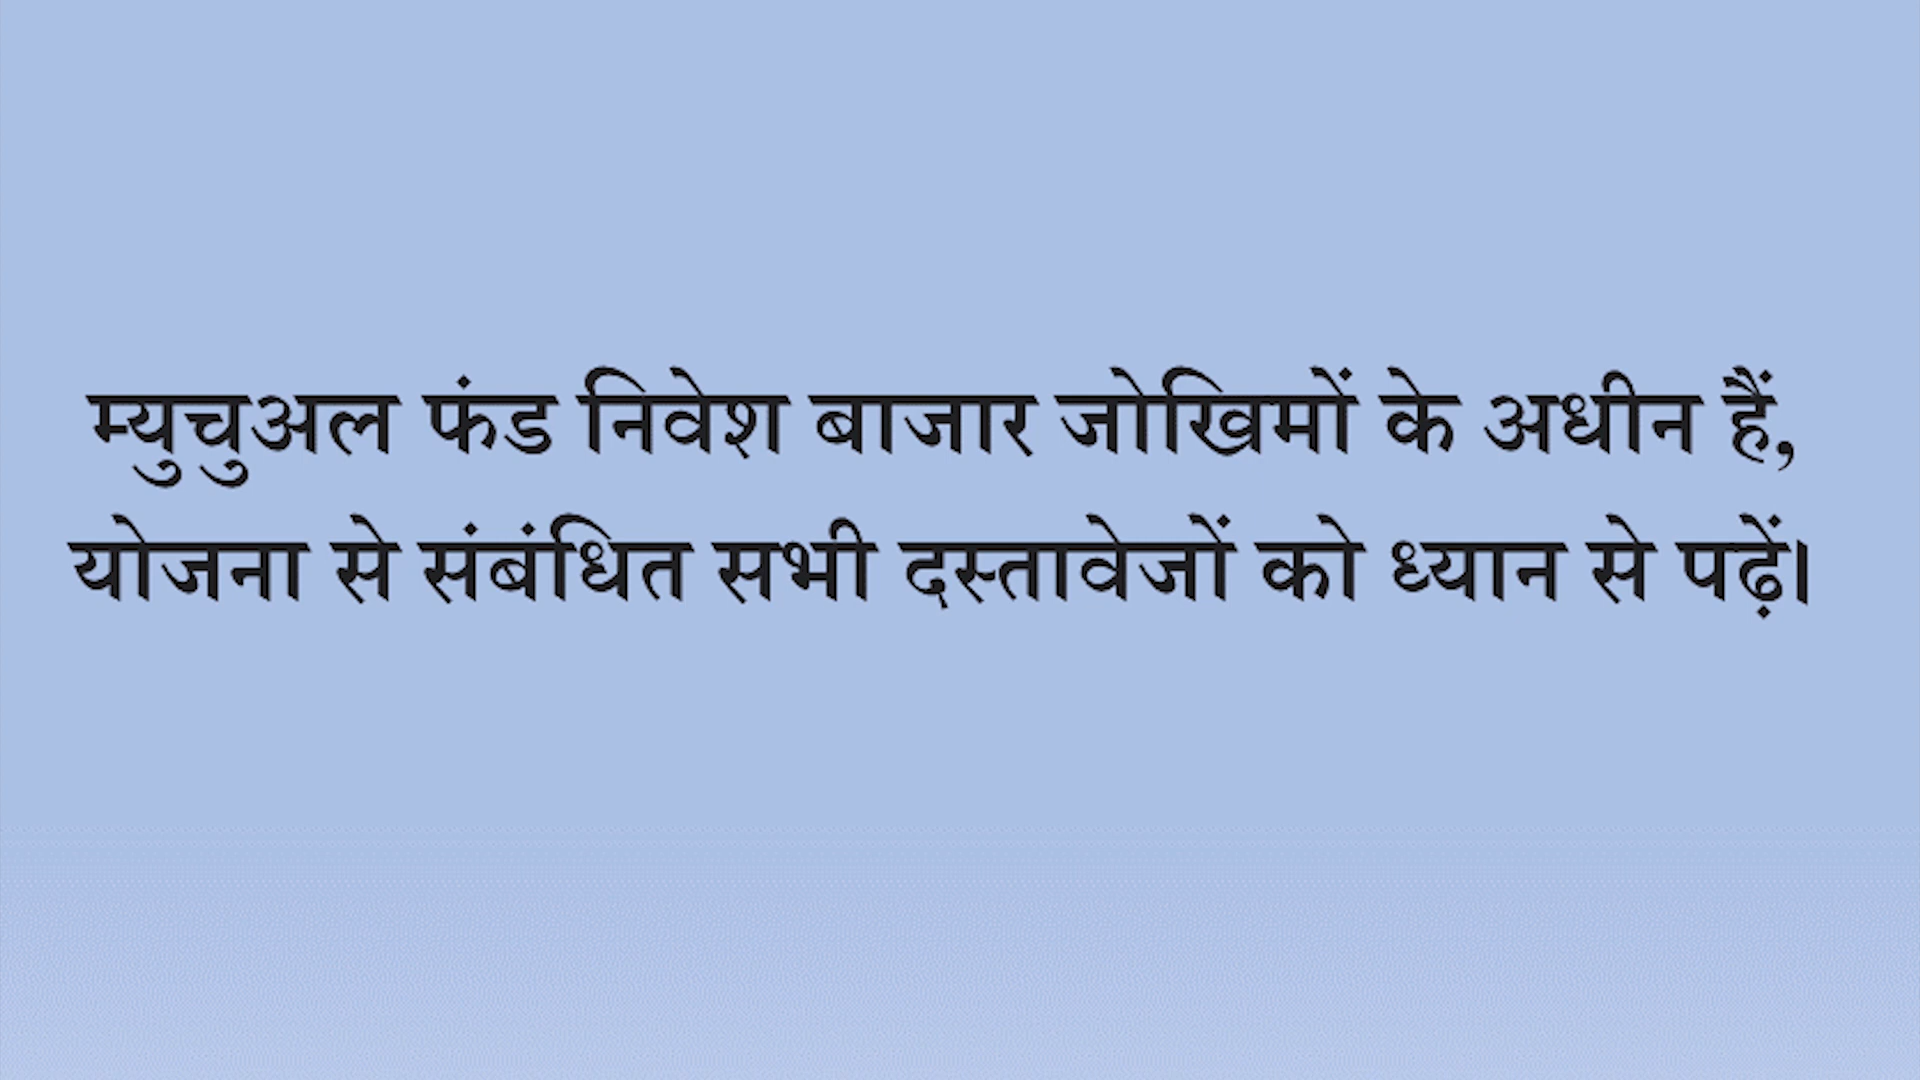 म्युचुअल फंड निवेश बाजार जोखिमों के अधीन हैं,
योजना से संबंधित सभी दस्तावेजों को ध्यान से पढ़ें।